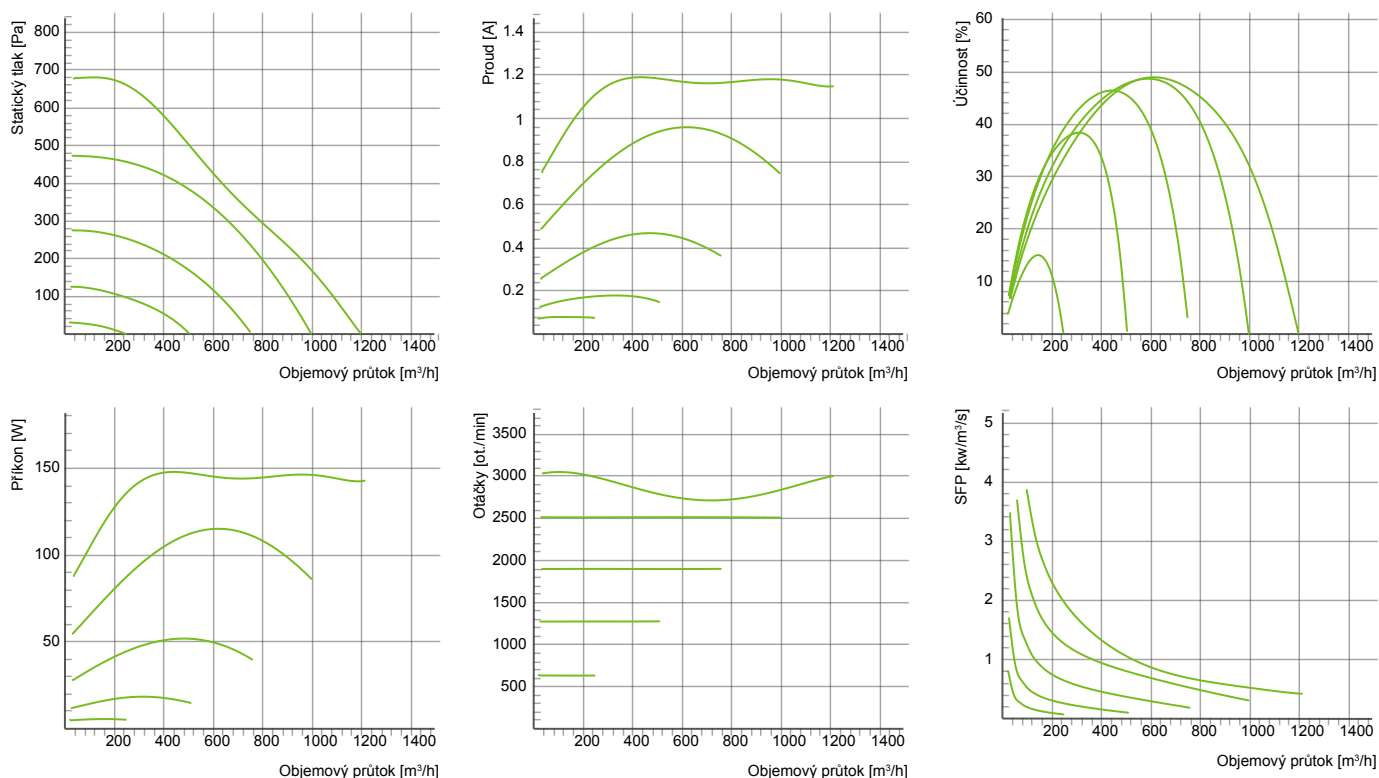 Statický tlak [Pa]
800
700
600
500
400
300
200
100
200 400 600 800 1000 1200 1400
Objemový průtok [m³/h]
Proud [A]
1.4
1.2
1
0.8
0.6
0.4
0.2
200 400 600 800 1000 1200 1400
Objemový průtok [m³/h]
Účinnost [%]
60
50
40
30
20
10
200 400 600 800 1000 1200 1400
Objemový průtok [m³/h]
Příkon [W]
150
100
50
200 400 600 800 1000 1200 1400
Objemový průtok [m³/h]
Otáčky [ot./min]
3500
3000
2500
2000
1500
1000
500
200 400 600 800 1000 1200 1400
Objemový průtok [m³/h]
SFP [kw/m³/s]
5
4
3
2
1
200 400 600 800 1000 1200 1400
Objemový průtok [m³/h]